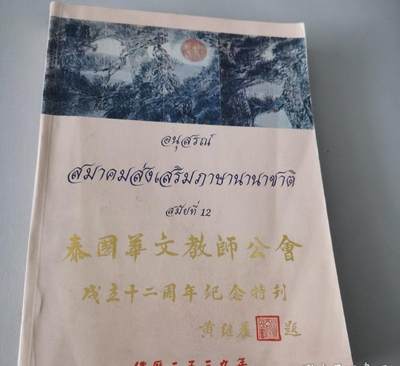 อนุสรณ์
สมาคมส่งเสริมภาษานานาชาติ
สมัยที่ 12
泰國華文教師公會
成立十二周年紀念特刊
題